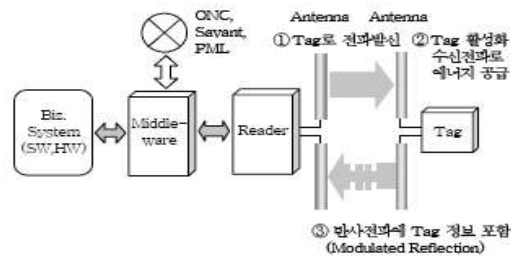 ONC,
Savant,
PML
Antenna
Antenna
① Tag로 전파발신
② Tag 활성화
수신전파로
에너지 공급
Biz.
System
(SW,HW)
Middle-
ware
Reader
Tag
③ 반사전파에 Tag 정보 포함
(Modulated Reflection)